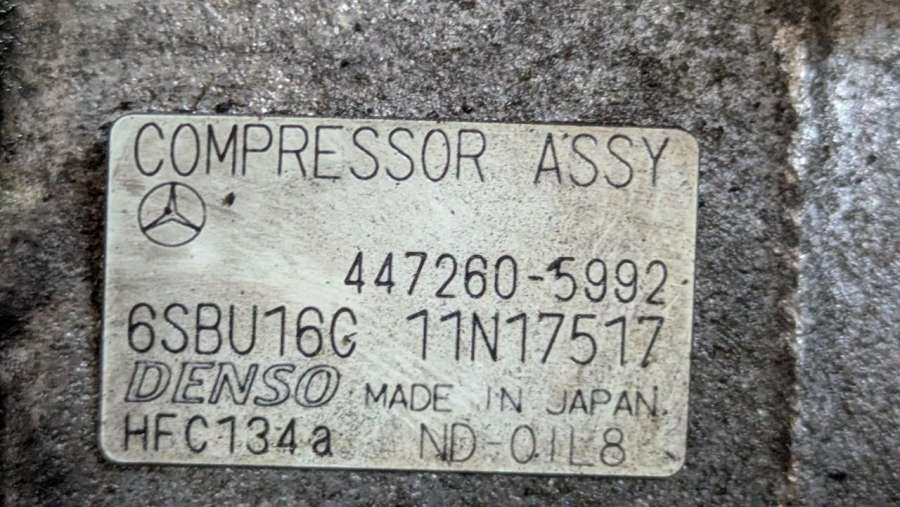 COMPRESSOR ASSY
447260-5992
6SBU16C 11N17517
DENSO MADE IN JAPAN.
HFC134a ND-OIL8